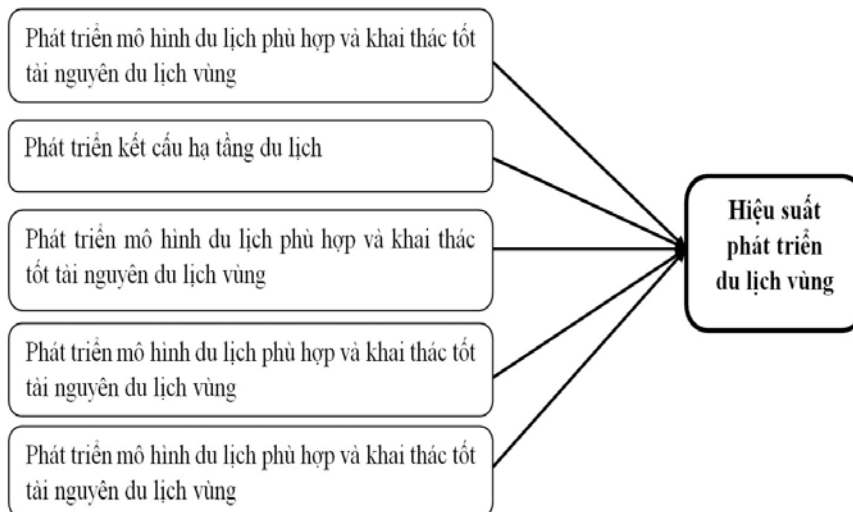 Phát triển mô hình du lịch phù hợp và khai thác tốt
tài nguyên du lịch vùng
Phát triển kết cấu hạ tầng du lịch
Phát triển mô hình du lịch phù hợp và khai thác
tốt tài nguyên du lịch vùng
Phát triển mô hình du lịch phù hợp và khai thác tốt
tài nguyên du lịch vùng
Phát triển mô hình du lịch phù hợp và khai thác tốt
tài nguyên du lịch vùng
Hiệu suất
phát triển
du lịch vùng